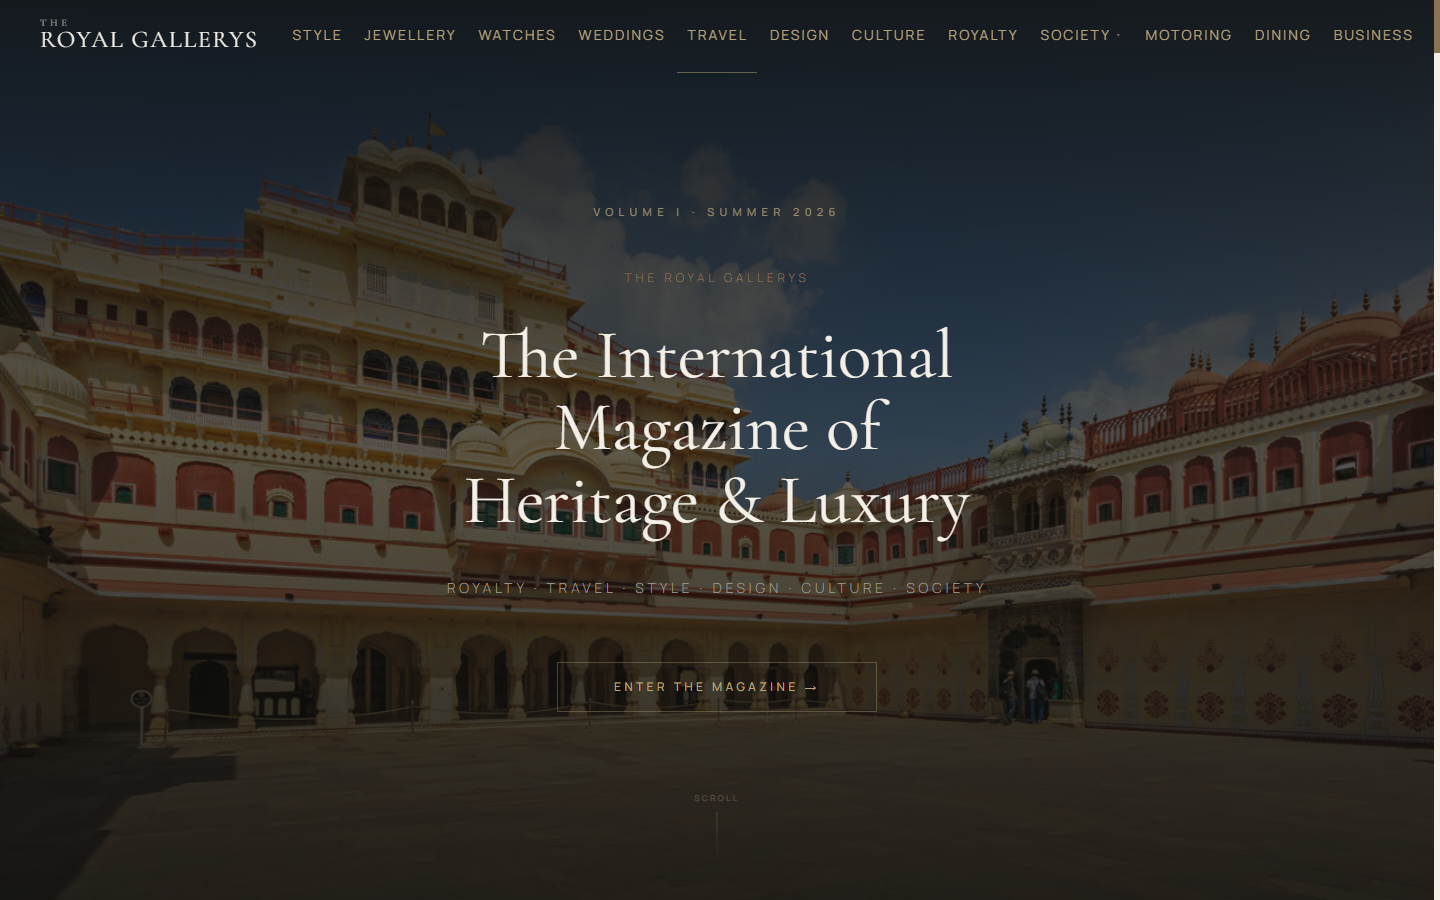 THE
ROYAL GALLERYS
STYLE JEWELLERY WATCHES WEDDINGS TRAVEL DESIGN CULTURE ROYALTY SOCIETY · MOTORING DINING BUSINESS
VOLUME I · SUMMER 2026
THE ROYAL GALLERYS
The International
Magazine of
Heritage & Luxury
ROYALTY · TRAVEL · STYLE · DESIGN · CULTURE · SOCIETY
ENTER THE MAGAZINE →
SCROLL